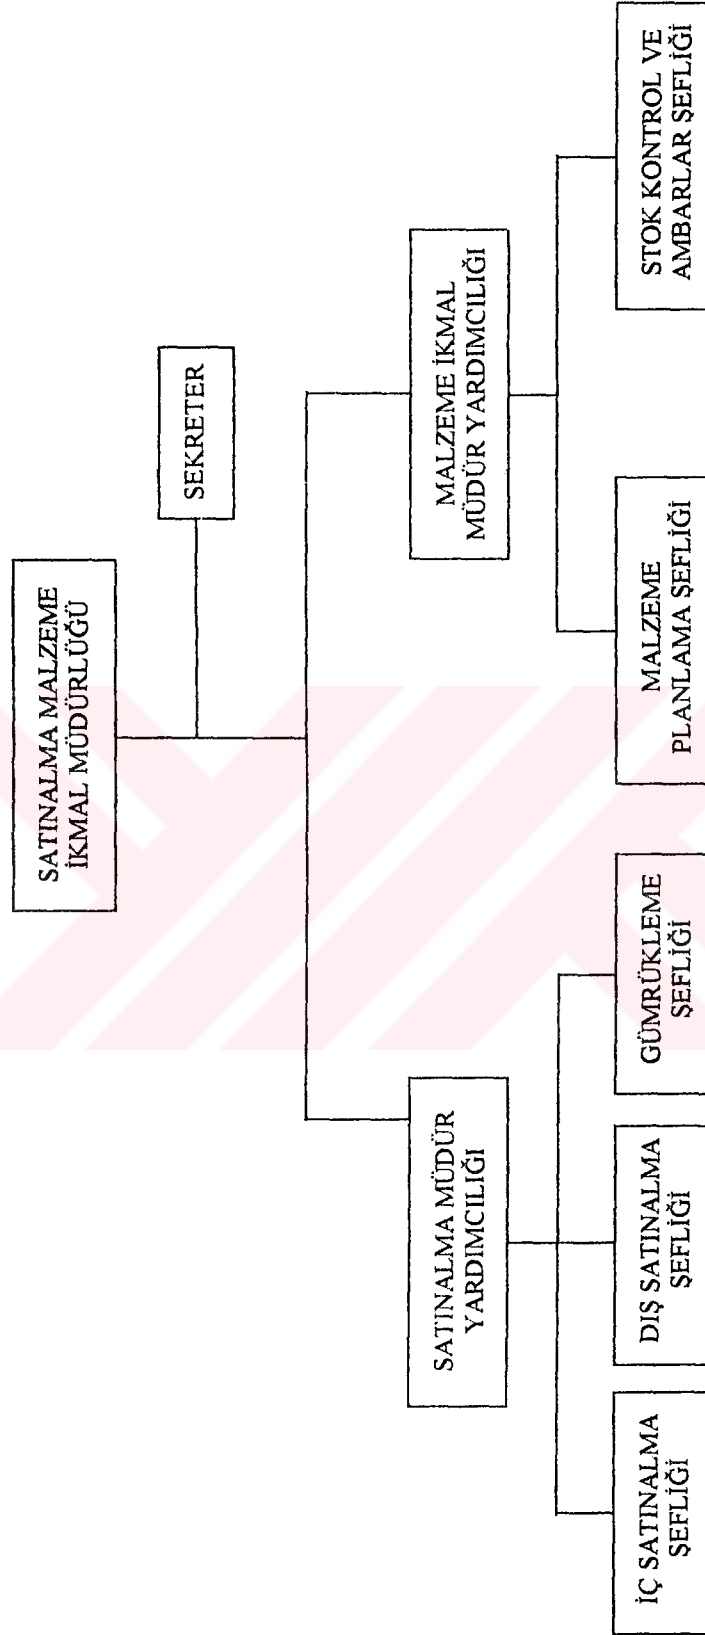 SATINALMA MALZEME
İKMAL MÜDÜRLÜĞÜ
SEKRETER
SATINALMA MÜDÜR
YARDIMCILIĞI
MALZEME İKMAL
MÜDÜR YARDIMCILIĞI
İÇ SATINALMA
ŞEFLİĞİ
DIŞ SATINALMA
ŞEFLİĞİ
GÜMRÜKLEME
ŞEFLİĞİ
MALZEME
PLANLAMA ŞEFLİĞİ
STOK KONTROL VE
AMBARLAR ŞEFLİĞİ